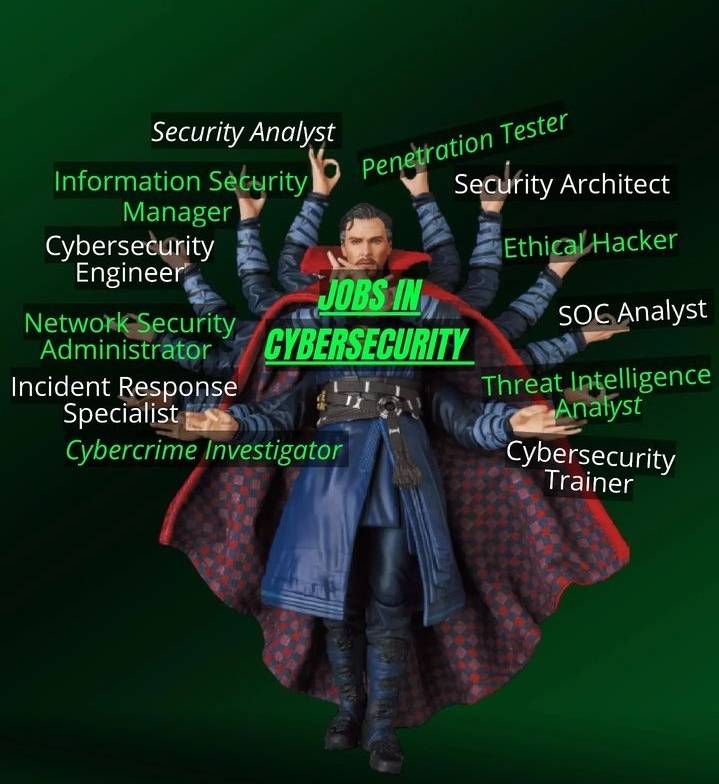 Security Analyst
Penetration Tester
Information Security
Manager
Security Architect
Cybersecurity
Engineer
Ethical Hacker
JOBS IN
CYBERSECURITY
Network Security
Administrator
SOC Analyst
Incident Response
Specialist
Threat Intelligence
Analyst
Cybercrime Investigator
Cybersecurity
Trainer